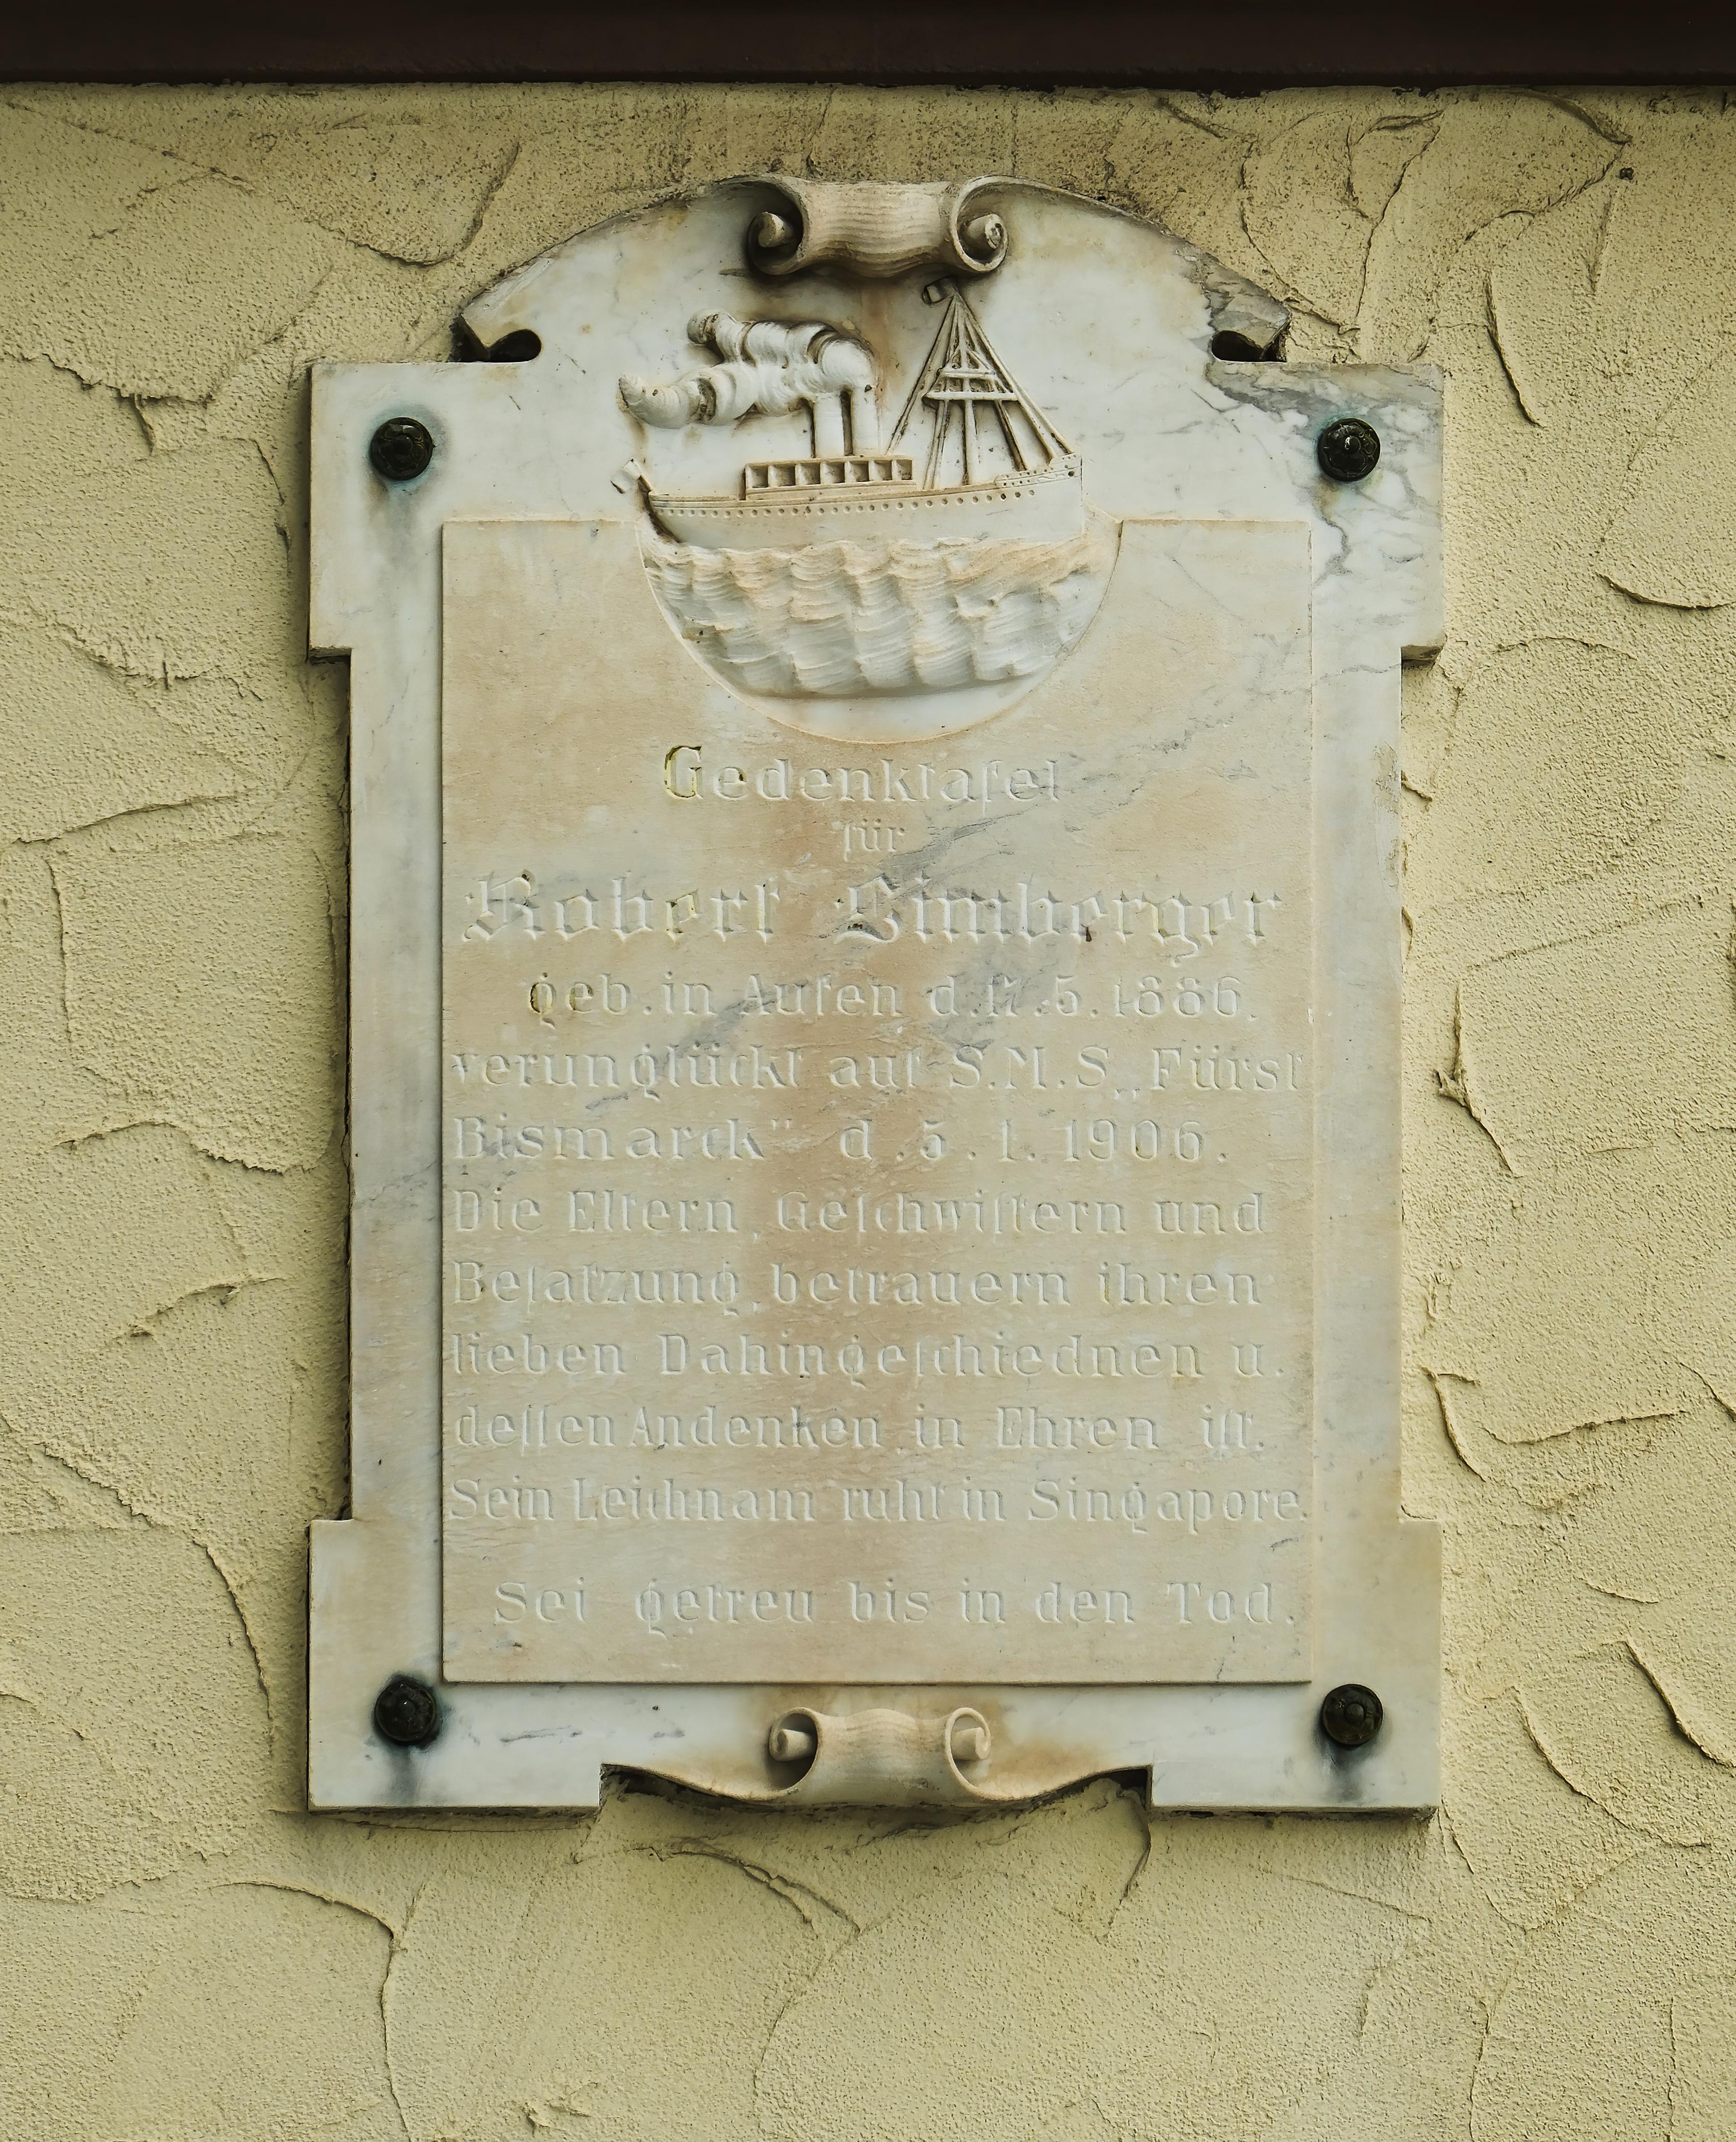 Gedenktafel
für
Robert Limberger
geb. in Aufen d. 17. 5. 1886.
verunglückt auf S.M.S. „Fürst
Bismarck" d. 5. 1. 1906.
Die Eltern, Geſchwiſtern und
Beſatzung, betrauern ihren
lieben Dahingeſchiednen u.
deſſen Andenken, in Ehren iſt.
Sein Leichnam ruht in Singapore.
Sei getreu bis in den Tod.